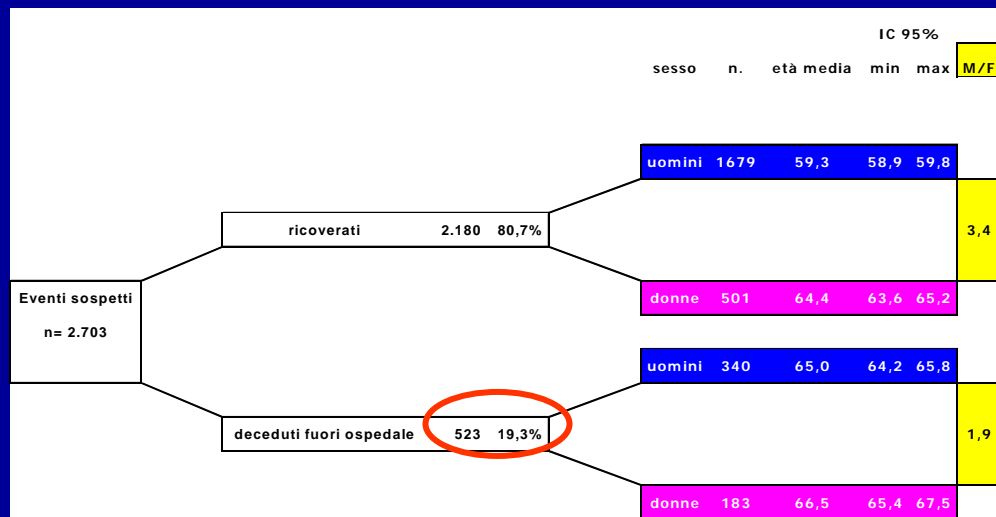 IC 95%
sesso n. età media min max M/F
uomini 1679 59,3 58,9 59,8
ricoverati 2.180 80,7% 3,4
Eventi sospetti donne 501 64,4 63,6 65,2
n= 2.703
uomini 340 65,0 64,2 65,8
deceduti fuori ospedale 523 19,3% 1,9
donne 183 66,5 65,4 67,5